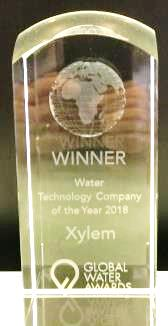 WINNER
Water
Technology Company
of the Year 2018
Xylem
GLOBAL
WATER
AWARDS